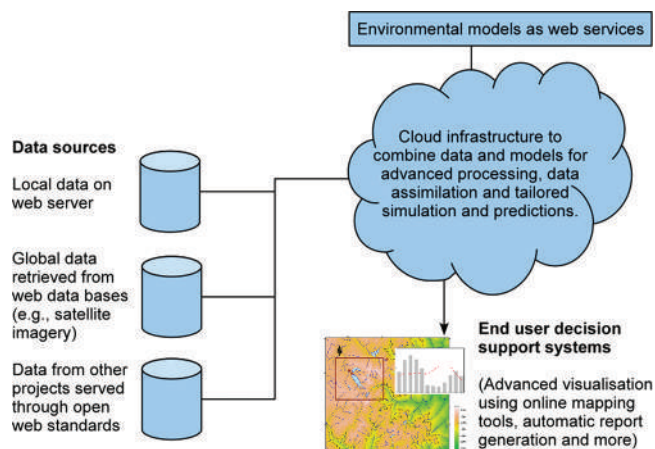 Environmental models as web services
Cloud infrastructure to
combine data and models for
advanced processing, data
assimilation and tailored
simulation and predictions.
Data sources
Local data on
web server
Global data
retrieved from
web data bases
(e.g., satellite
imagery)
Data from other
projects served
through open
web standards
End user decision
support systems
(Advanced visualisation
using online mapping
tools, automatic report
generation and more)